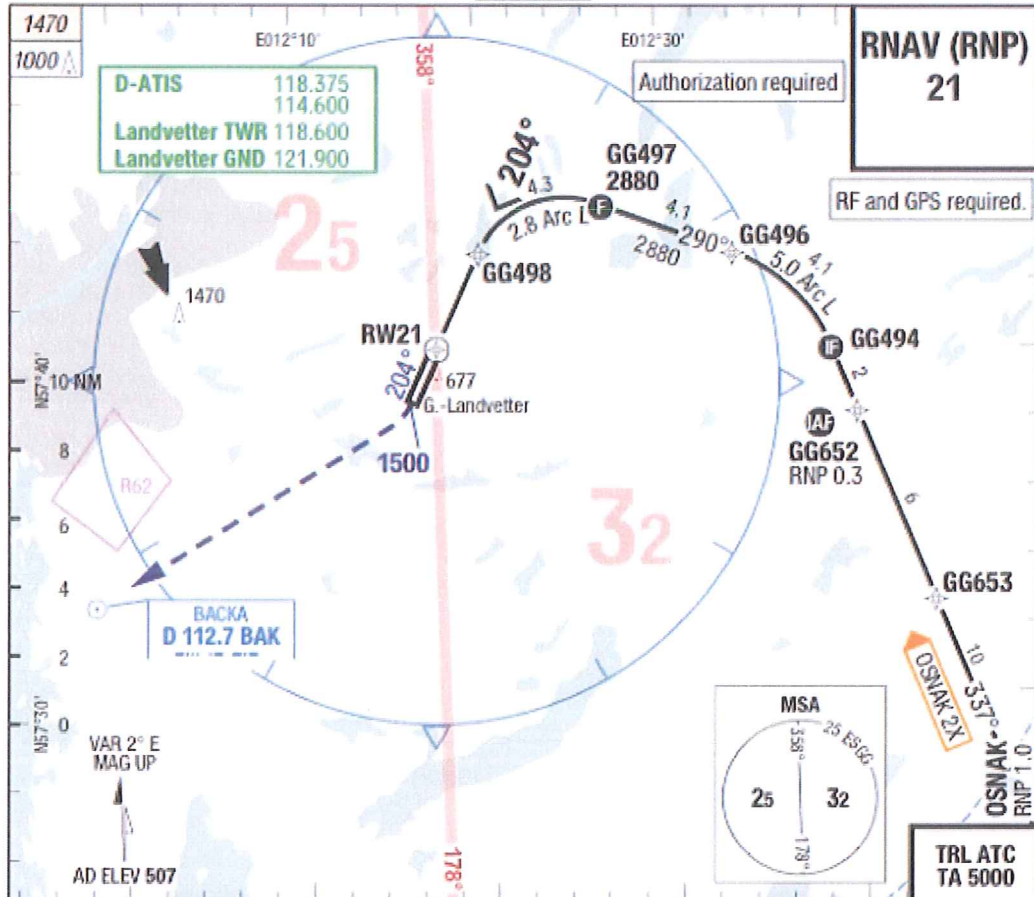 1470
1000
E012°10'
E012°30'
RNAV (RNP)
21
Authorization required
RF and GPS required.
D-ATIS 118.375
114.600
Landvetter TWR 118.600
Landvetter GND 121.900
358°
25
204°
4.3
2.8 Arc L
GG497
2880
F
4.1
290°
2880
GG496
4.1
5.0 Arc L
GG498
1470
RW21
IF
GG494
204°
677
G.-Landvetter
1500
2
IAF
GG652
RNP 0.3
N57°40'
10 NM
8
6
4
2
0
N57°30'
R62
32
6
GG653
BACKA
D 112.7 BAK
10
337°
OSNAK 2X
OSNAK
RNP 1.0
MSA
25 ESGG
358°
25
32
178°
VAR 2° E
MAG UP
AD ELEV 507
178°
TRL ATC
TA 5000